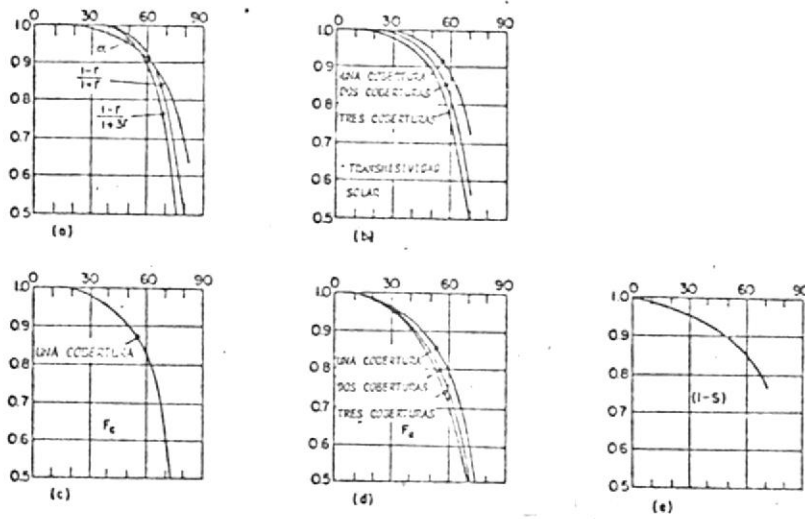 0 30 60 90
1.0
0.9
0.8
0.7
0.6
0.5
α
1-r
1+r
1-r
1+3r
(a)
0 30 60 90
1.0
0.9
0.8
0.7
0.6
0.5
UNA COBERTURA
DOS COBERTURAS
TRES COBERTURAS
TRANSMISIVIDAD
SOLAR
(b)
0 30 60 90
1.0
0.9
0.8
0.7
0.6
0.5
UNA COBERTURA
(c)
0 30 60 90
1.0
0.9
0.8
0.7
0.6
0.5
UNA COBERTURA
DOS COBERTURAS
TRES COBERTURAS
(d)
0 30 60 90
1.0
0.9
0.8
0.7
0.6
0.5
(1-S)
(e)